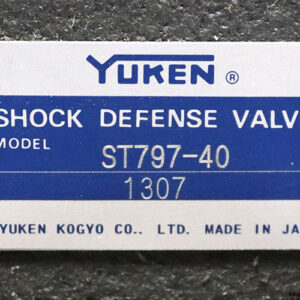 YUKEN ®
SHOCK DEFENSE VALV
MODEL ST797-40
1307
YUKEN KOGYO CO., LTD. MADE IN JA